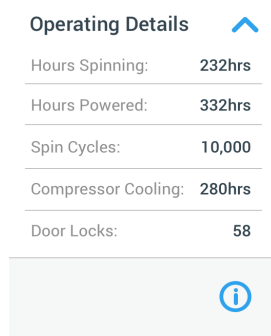 Operating Details
Hours Spinning: 232hrs
Hours Powered: 332hrs
Spin Cycles: 10,000
Compressor Cooling: 280hrs
Door Locks: 58